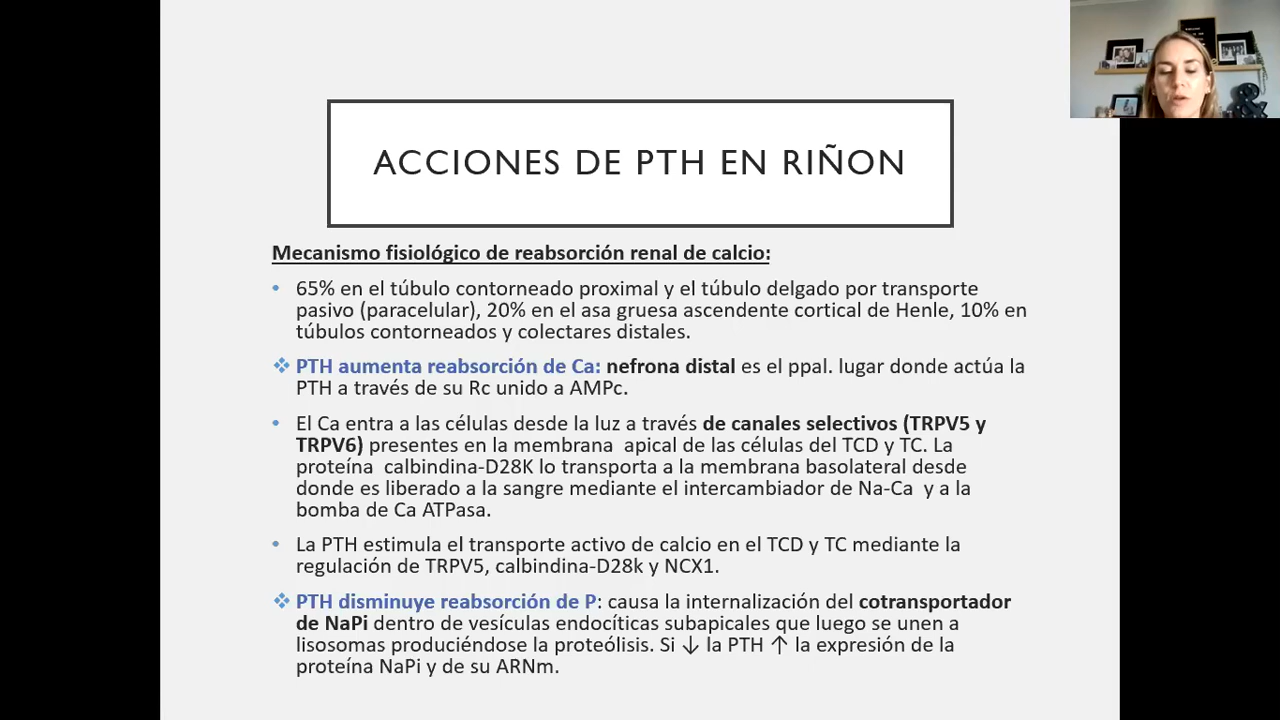 ACCIONES DE PTH EN RIÑON
Mecanismo fisiológico de reabsorción renal de calcio:
• 65% en el túbulo contorneado proximal y el túbulo delgado por transporte
pasivo (paracelular), 20% en el asa gruesa ascendente cortical de Henle, 10% en
túbulos contorneados y colectares distales.
❖ PTH aumenta reabsorción de Ca: nefrona distal es el ppal. lugar donde actúa la
PTH a través de su Rc unido a AMPc.
• El Ca entra a las células desde la luz a través de canales selectivos (TRPV5 y
TRPV6) presentes en la membrana apical de las células del TCD y TC. La
proteína calbindina-D28K lo transporta a la membrana basolateral desde
donde es liberado a la sangre mediante el intercambiador de Na-Ca y a la
bomba de Ca ATPasa.
• La PTH estimula el transporte activo de calcio en el TCD y TC mediante la
regulación de TRPV5, calbindina-D28k y NCX1.
❖ PTH disminuye reabsorción de P: causa la internalización del cotransportador
de NaPi dentro de vesículas endocíticas subapicales que luego se unen a
lisosomas produciéndose la proteólisis. Si ↓ la PTH ↑ la expresión de la
proteína NaPi y de su ARNm.